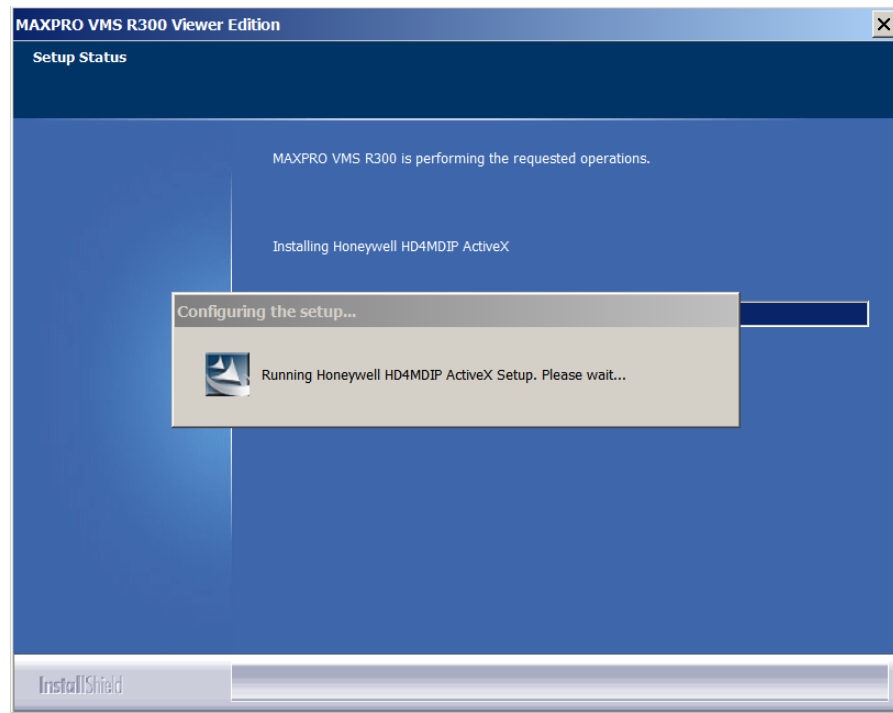 MAXPRO VMS R300 Viewer Edition
Setup Status
MAXPRO VMS R300 is performing the requested operations.
Installing Honeywell HD4MDIP ActiveX
Configuring the setup...
Running Honeywell HD4MDIP ActiveX Setup. Please wait...
InstallShield